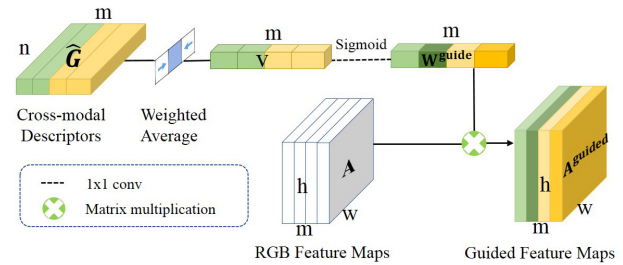 m
n
Ĝ
Cross-modal
Descriptors
Weighted
Average
m
V
Sigmoid
m
W^guide
1x1 conv
Matrix multiplication
A
h
m
w
RGB Feature Maps
A^guided
h
m
w
Guided Feature Maps